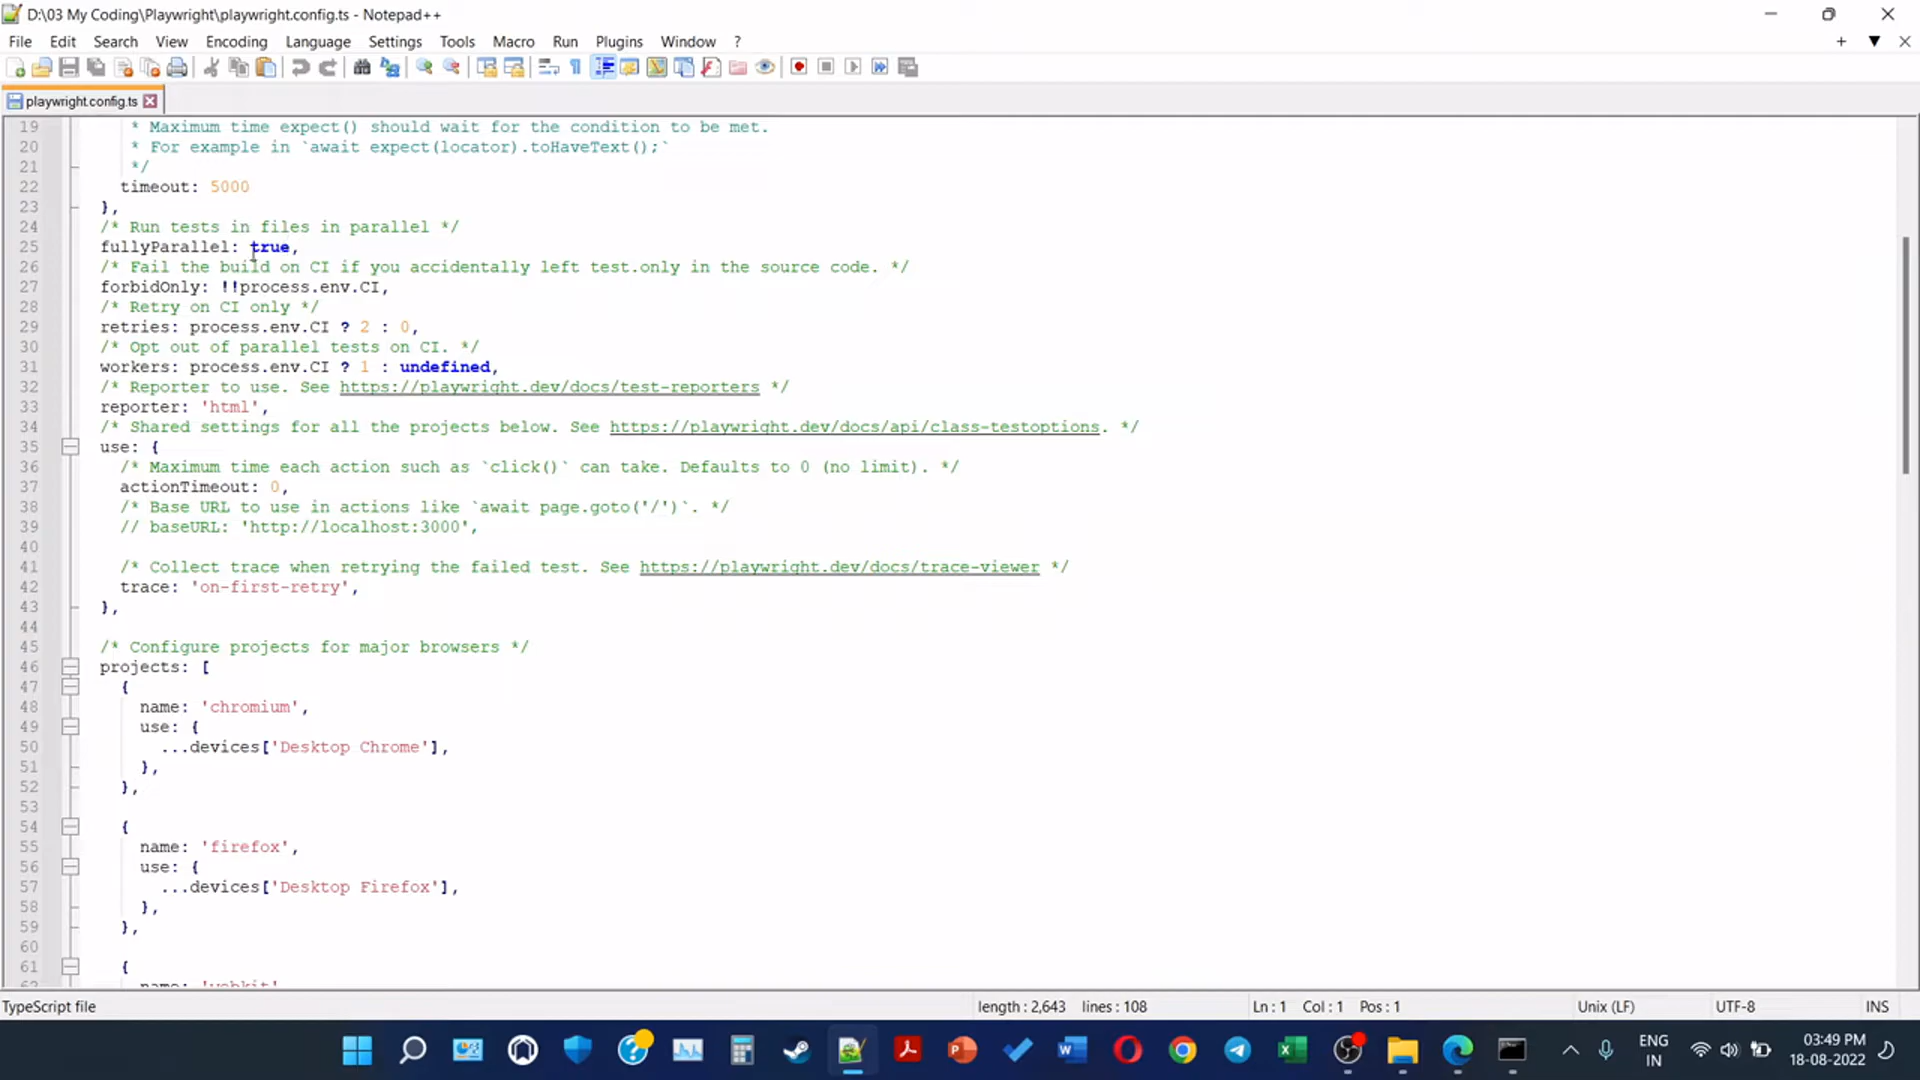 D:\03 My Coding\Playwright\playwright.config.ts - Notepad++
File Edit Search View Encoding Language Settings Tools Macro Run Plugins Window ?
playwright.config.ts
19 * Maximum time expect() should wait for the condition to be met.
20 * For example in `await expect(locator).toHaveText();`
21 */
22 timeout: 5000
23 },
24 /* Run tests in files in parallel */
25 fullyParallel: true,
26 /* Fail the build on CI if you accidentally left test.only in the source code. */
27 forbidOnly: !!process.env.CI,
28 /* Retry on CI only */
29 retries: process.env.CI ? 2 : 0,
30 /* Opt out of parallel tests on CI. */
31 workers: process.env.CI ? 1 : undefined,
32 /* Reporter to use. See https://playwright.dev/docs/test-reporters */
33 reporter: 'html',
34 /* Shared settings for all the projects below. See https://playwright.dev/docs/api/class-testoptions. */
35 use: {
36 /* Maximum time each action such as `click()` can take. Defaults to 0 (no limit). */
37 actionTimeout: 0,
38 /* Base URL to use in actions like `await page.goto('/')`. */
39 // baseURL: 'http://localhost:3000',
40
41 /* Collect trace when retrying the failed test. See https://playwright.dev/docs/trace-viewer */
42 trace: 'on-first-retry',
43 },
44
45 /* Configure projects for major browsers */
46 projects: [
47 {
48 name: 'chromium',
49 use: {
50 ...devices['Desktop Chrome'],
51 },
52 },
53
54 {
55 name: 'firefox',
56 use: {
57 ...devices['Desktop Firefox'],
58 },
59 },
60
61 {
62 name: 'webkit',
TypeScript file length : 2,643 lines : 108 Ln : 1 Col : 1 Pos : 1 Unix (LF) UTF-8 INS
ENG
IN
03:49 PM
18-08-2022